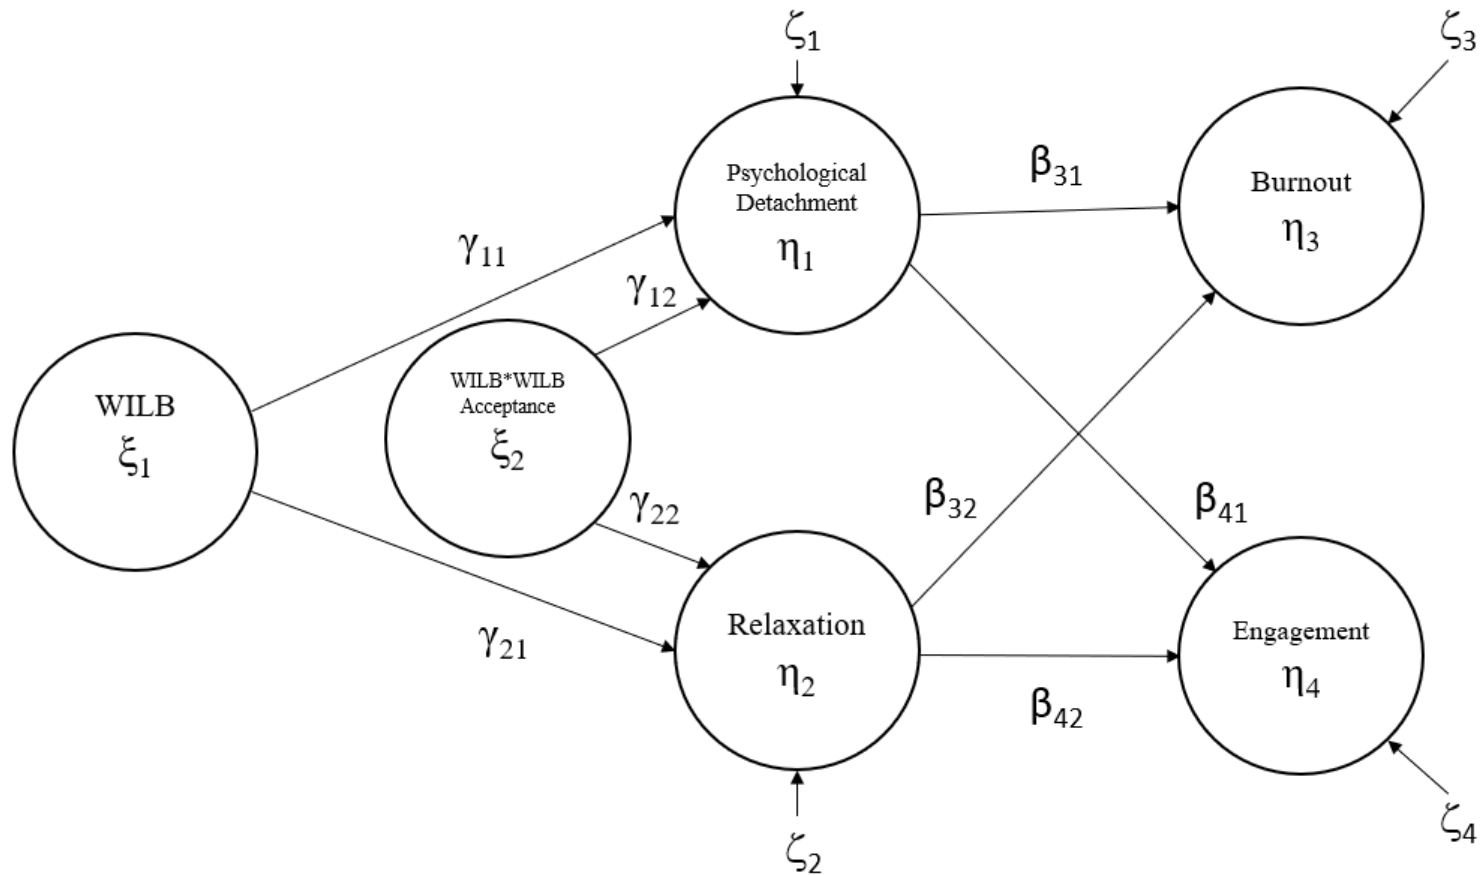 ζ1
ζ3
Psychological
Detachment
η1
β31
Burnout
η3
γ11
γ12
WILB*WILB
Acceptance
ξ2
WILB
ξ1
γ22
β32
β41
γ21
Relaxation
η2
Engagement
η4
β42
ζ2
ζ4